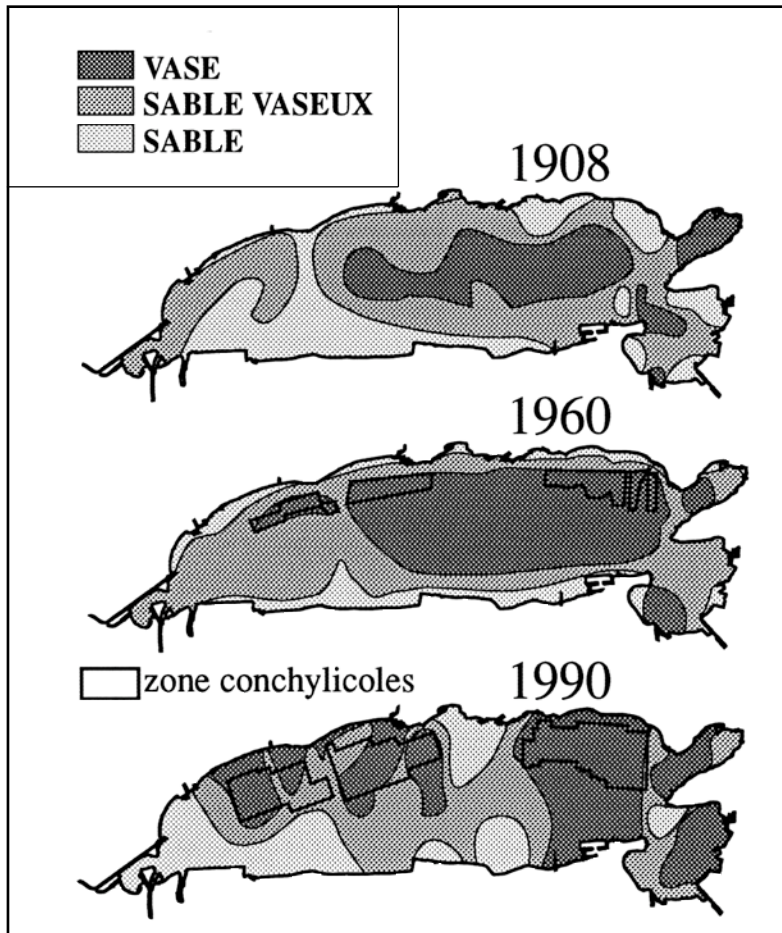 VASE
SABLE VASEUX
SABLE
1908
1960
zone conchylicoles
1990